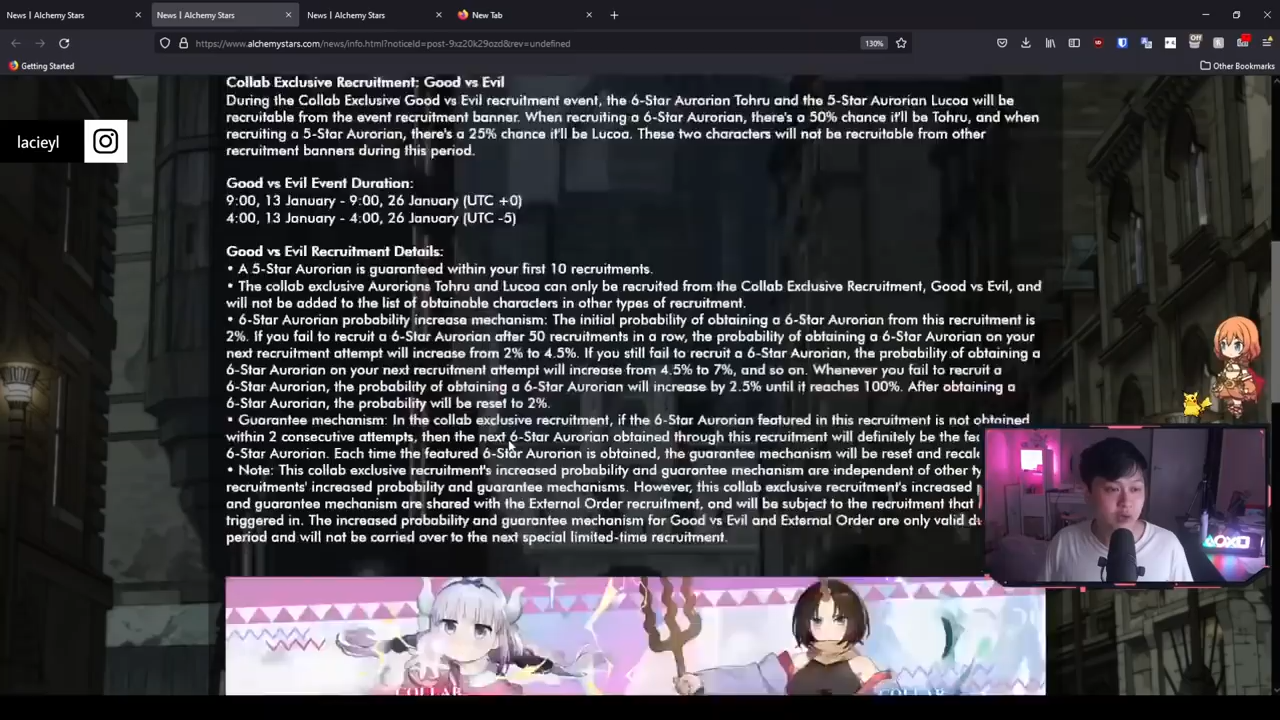 News | Alchemy Stars
News | Alchemy Stars
News | Alchemy Stars
New Tab
https://www.alchemystars.com/news/info.html?noticeId=post-9xz20k29ozd&rev=undefined
130%
Off
Getting Started
Other Bookmarks
lacieyl
Collab Exclusive Recruitment: Good vs Evil
During the Collab Exclusive Good vs Evil recruitment event, the 6-Star Aurorian Tohru and the 5-Star Aurorian Lucoa will be
recruitable from the event recruitment banner. When recruiting a 6-Star Aurorian, there's a 50% chance it'll be Tohru, and when
recruiting a 5-Star Aurorian, there's a 25% chance it'll be Lucoa. These two characters will not be recruitable from other
recruitment banners during this period.
Good vs Evil Event Duration:
9:00, 13 January - 9:00, 26 January (UTC +0)
4:00, 13 January - 4:00, 26 January (UTC -5)
Good vs Evil Recruitment Details:
• A 5-Star Aurorian is guaranteed within your first 10 recruitments.
• The collab exclusive Aurorians Tohru and Lucoa can only be recruited from the Collab Exclusive Recruitment, Good vs Evil, and
will not be added to the list of obtainable characters in other types of recruitment.
• 6-Star Aurorian probability increase mechanism: The initial probability of obtaining a 6-Star Aurorian from this recruitment is
2%. If you fail to recruit a 6-Star Aurorian after 50 recruitments in a row, the probability of obtaining a 6-Star Aurorian on your
next recruitment attempt will increase from 2% to 4.5%. If you still fail to recruit a 6-Star Aurorian, the probability of obtaining a
6-Star Aurorian on your next recruitment attempt will increase from 4.5% to 7%, and so on. Whenever you fail to recruit a
6-Star Aurorian, the probability of obtaining a 6-Star Aurorian will increase by 2.5% until it reaches 100%. After obtaining a
6-Star Aurorian, the probability will be reset to 2%.
• Guarantee mechanism: In the collab exclusive recruitment, if the 6-Star Aurorian featured in this recruitment is not obtained
within 2 consecutive attempts, then the next 6-Star Aurorian obtained through this recruitment will definitely be the
6-Star Aurorian. Each time the featured 6-Star Aurorian is obtained, the guarantee mechanism will be reset and
• Note: This collab exclusive recruitment's increased probability and guarantee mechanism are independent of other
recruitments' increased probability and guarantee mechanisms. However, this collab exclusive recruitment's increased
and guarantee mechanism are shared with the External Order recruitment, and will be subject to the recruitment that
triggered in. The increased probability and guarantee mechanism for Good vs Evil and External Order are only valid
period and will not be carried over to the next special limited-time recruitment.
COLLAB
COLLAB